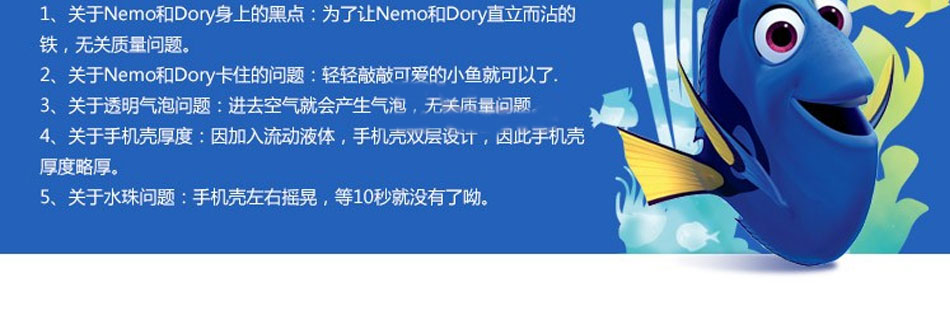 1、关于Nemo和Dory身上的黑点：为了让Nemo和Dory直立而沾的
铁，无关质量问题。
2、关于Nemo和Dory卡住的问题：轻轻敲敲可爱的小鱼就可以了.
3、关于透明气泡问题：进去空气就会产生气泡，无关质量问题.
4、关于手机壳厚度：因加入流动液体，手机壳双层设计，因此手机壳
厚度略厚。
5、关于水珠问题：手机壳左右摇晃，等10秒就没有了呦。